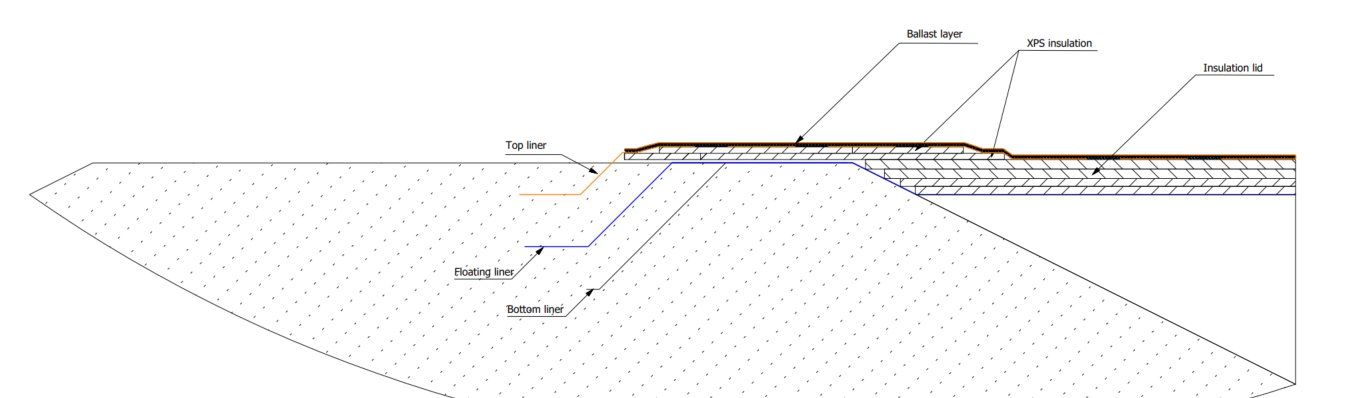 Ballast layer
XPS insulation
Insulation lid
Top liner
Floating liner
Bottom liner